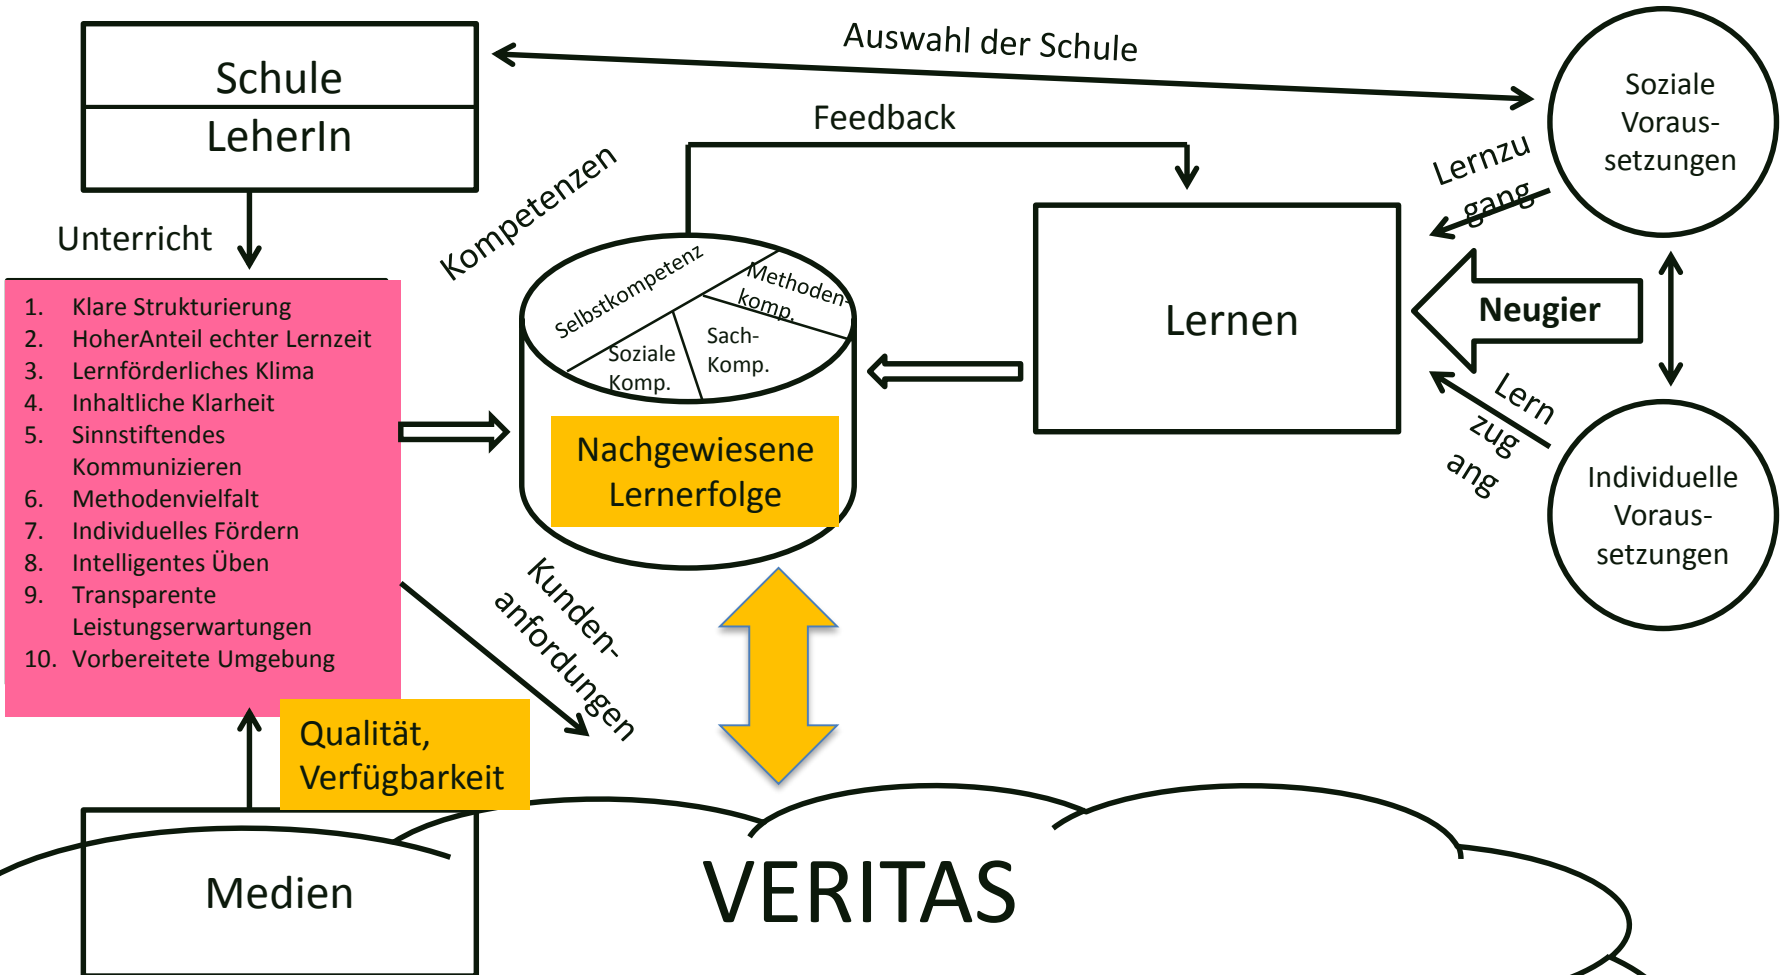 Auswahl der Schule
Schule
LeherIn
Soziale
Voraus-
setzungen
Feedback
Lernzu
gang
Kompetenzen
Unterricht
1. Klare Strukturierung
2. HoherAnteil echter Lernzeit
3. Lernförderliches Klima
4. Inhaltliche Klarheit
5. Sinnstiftendes
Kommunizieren
6. Methodenvielfalt
7. Individuelles Fördern
8. Intelligentes Üben
9. Transparente
Leistungserwartungen
10. Vorbereitete Umgebung
Selbstkompetenz
Methoden-
komp.
Soziale
Komp.
Sach-
Komp.
Nachgewiesene
Lernerfolge
Lernen
Neugier
Lern
zug
ang
Individuelle
Voraus-
setzungen
Kunden-
anfordungen
Qualität,
Verfügbarkeit
Medien
VERITAS